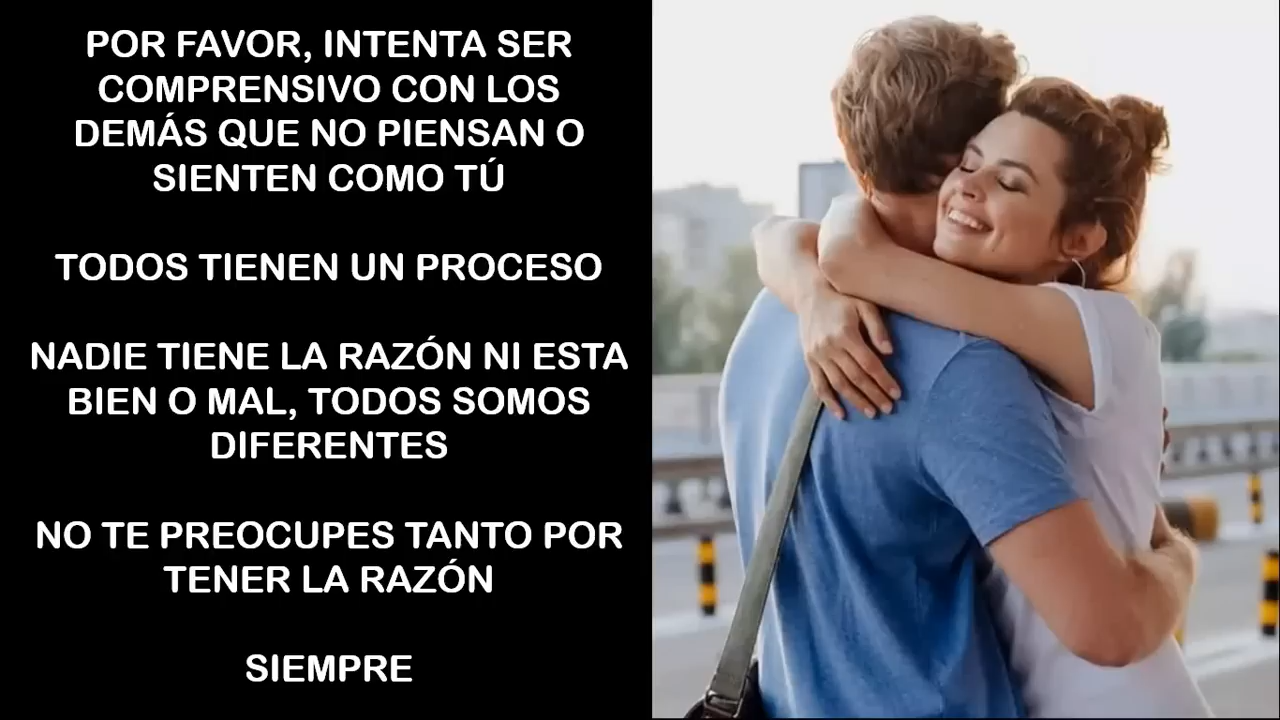 POR FAVOR, INTENTA SER
COMPRENSIVO CON LOS
DEMÁS QUE NO PIENSAN O
SIENTEN COMO TÚ
TODOS TIENEN UN PROCESO
NADIE TIENE LA RAZÓN NI ESTA
BIEN O MAL, TODOS SOMOS
DIFERENTES
NO TE PREOCUPES TANTO POR
TENER LA RAZÓN
SIEMPRE